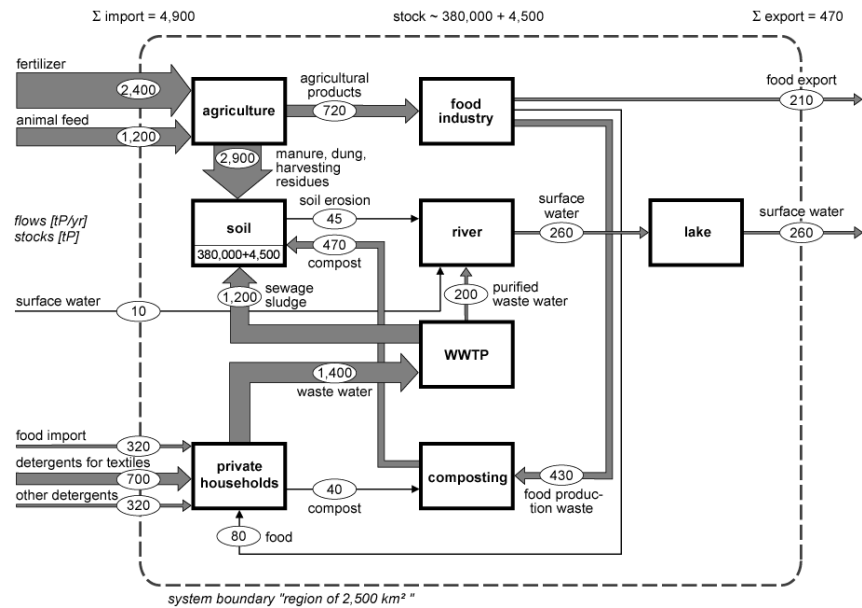 Σ import = 4,900
stock ~ 380,000 + 4,500
Σ export = 470
fertilizer
2,400
animal feed
1,200
agriculture
agricultural
products
720
food
industry
food export
210
2,900
manure, dung,
harvesting
residues
flows [tP/yr]
stocks [tP]
soil
380,000+4,500
soil erosion
45
470
compost
river
surface
water
260
lake
surface water
260
surface water
10
1,200
sewage
sludge
200
purified
waste water
WWTP
1,400
waste water
food import
320
detergents for textiles
700
other detergents
320
private
households
40
compost
composting
430
food produc-
tion waste
80
food
system boundary "region of 2,500 km² "